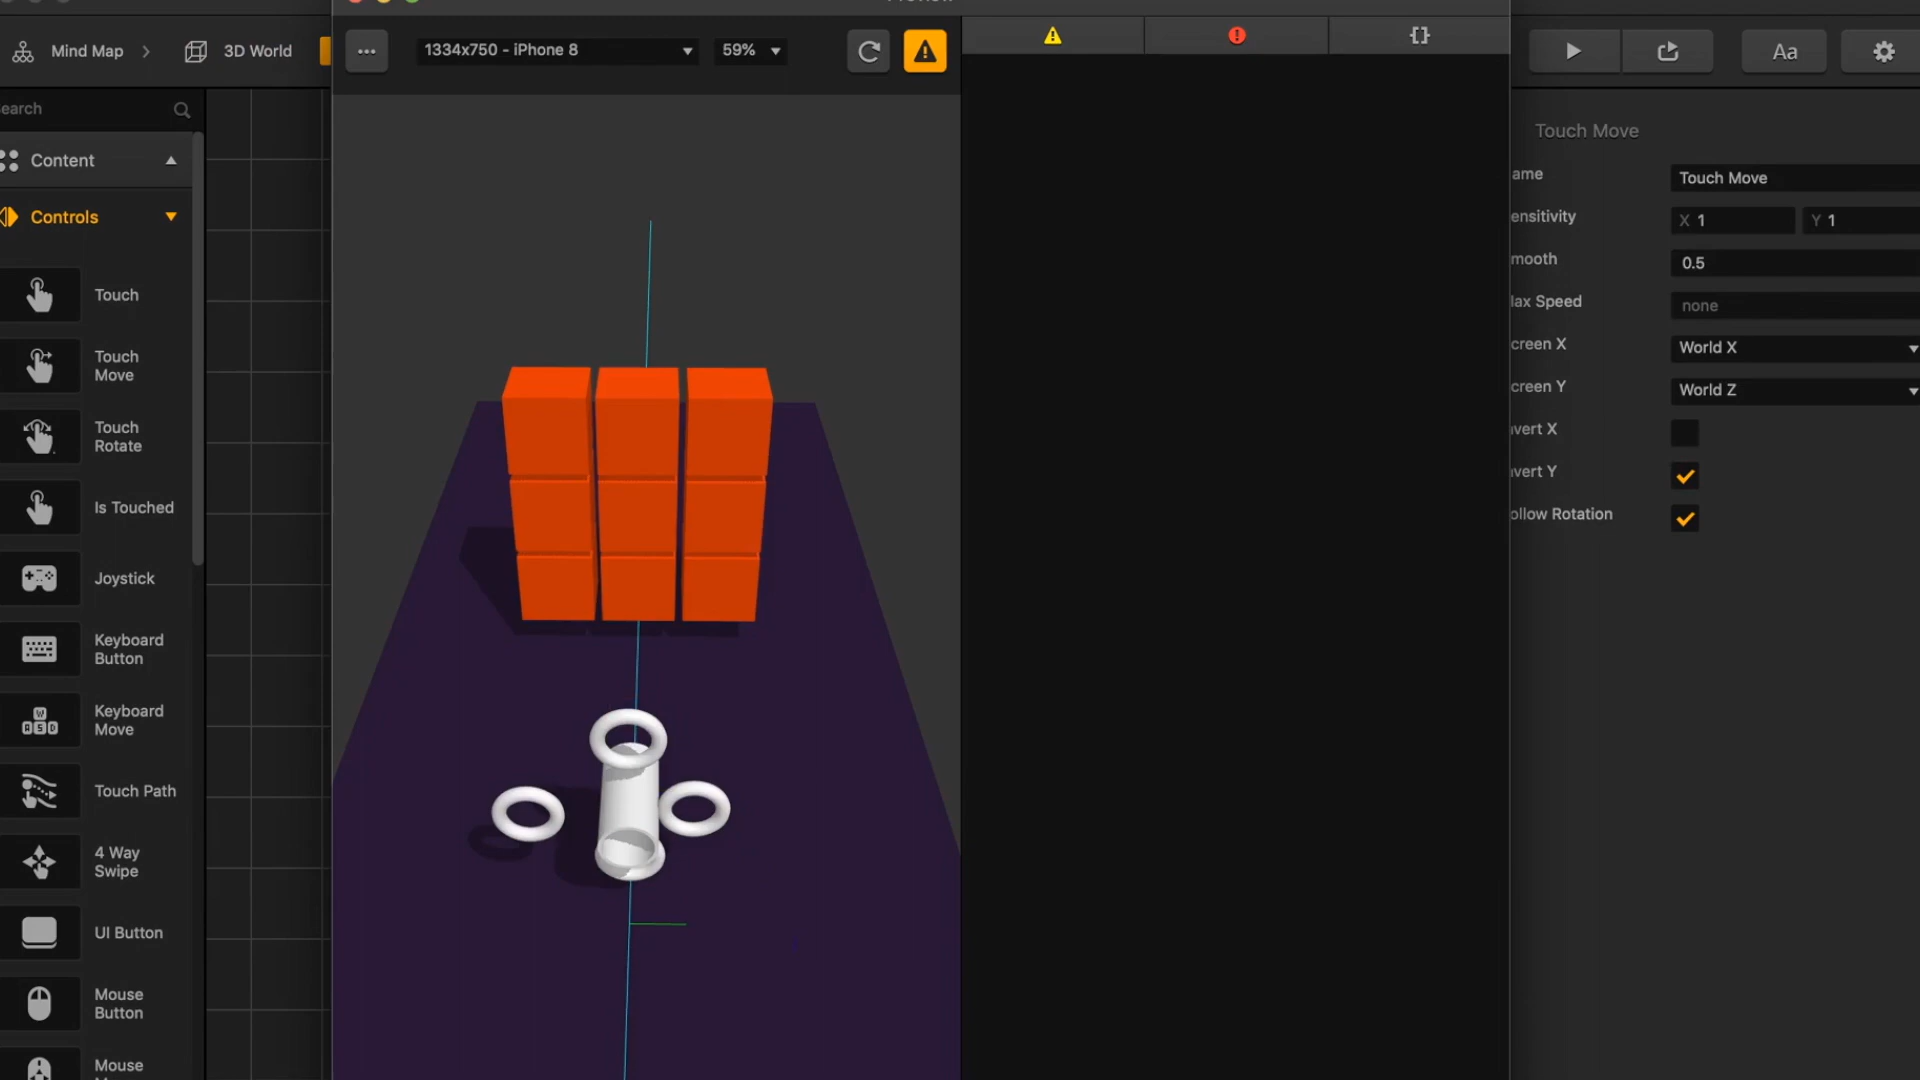 Mind Map
3D World
1334x750 - iPhone 8
59%
Aa
earch
Content
Controls
Touch
Touch
Move
Touch
Rotate
Is Touched
Joystick
Keyboard
Button
W
A S D
Keyboard
Move
Touch Path
4 Way
Swipe
UI Button
Mouse
Button
Mouse
Touch Move
ame
Touch Move
ensitivity
X 1
Y 1
mooth
0.5
lax Speed
none
creen X
World X
creen Y
World Z
vert X
vert Y
ollow Rotation